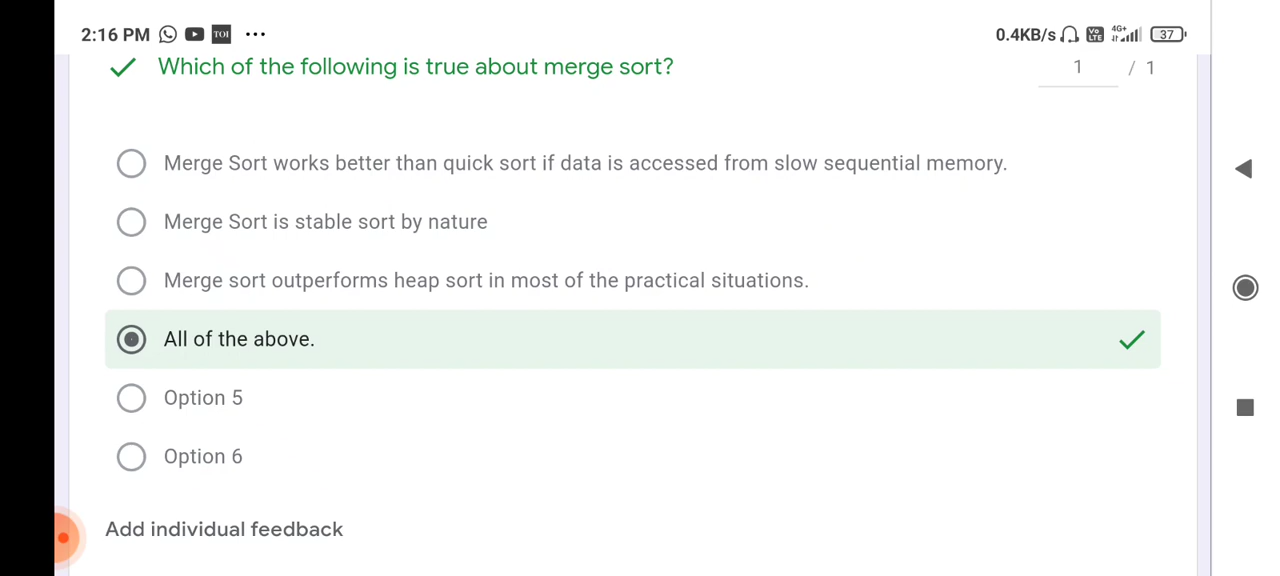 2:16 PM TOI ... 0.4KB/s Vo LTE 4G+ 37
Which of the following is true about merge sort? 1 / 1
Merge Sort works better than quick sort if data is accessed from slow sequential memory.
Merge Sort is stable sort by nature
Merge sort outperforms heap sort in most of the practical situations.
All of the above.
Option 5
Option 6
Add individual feedback